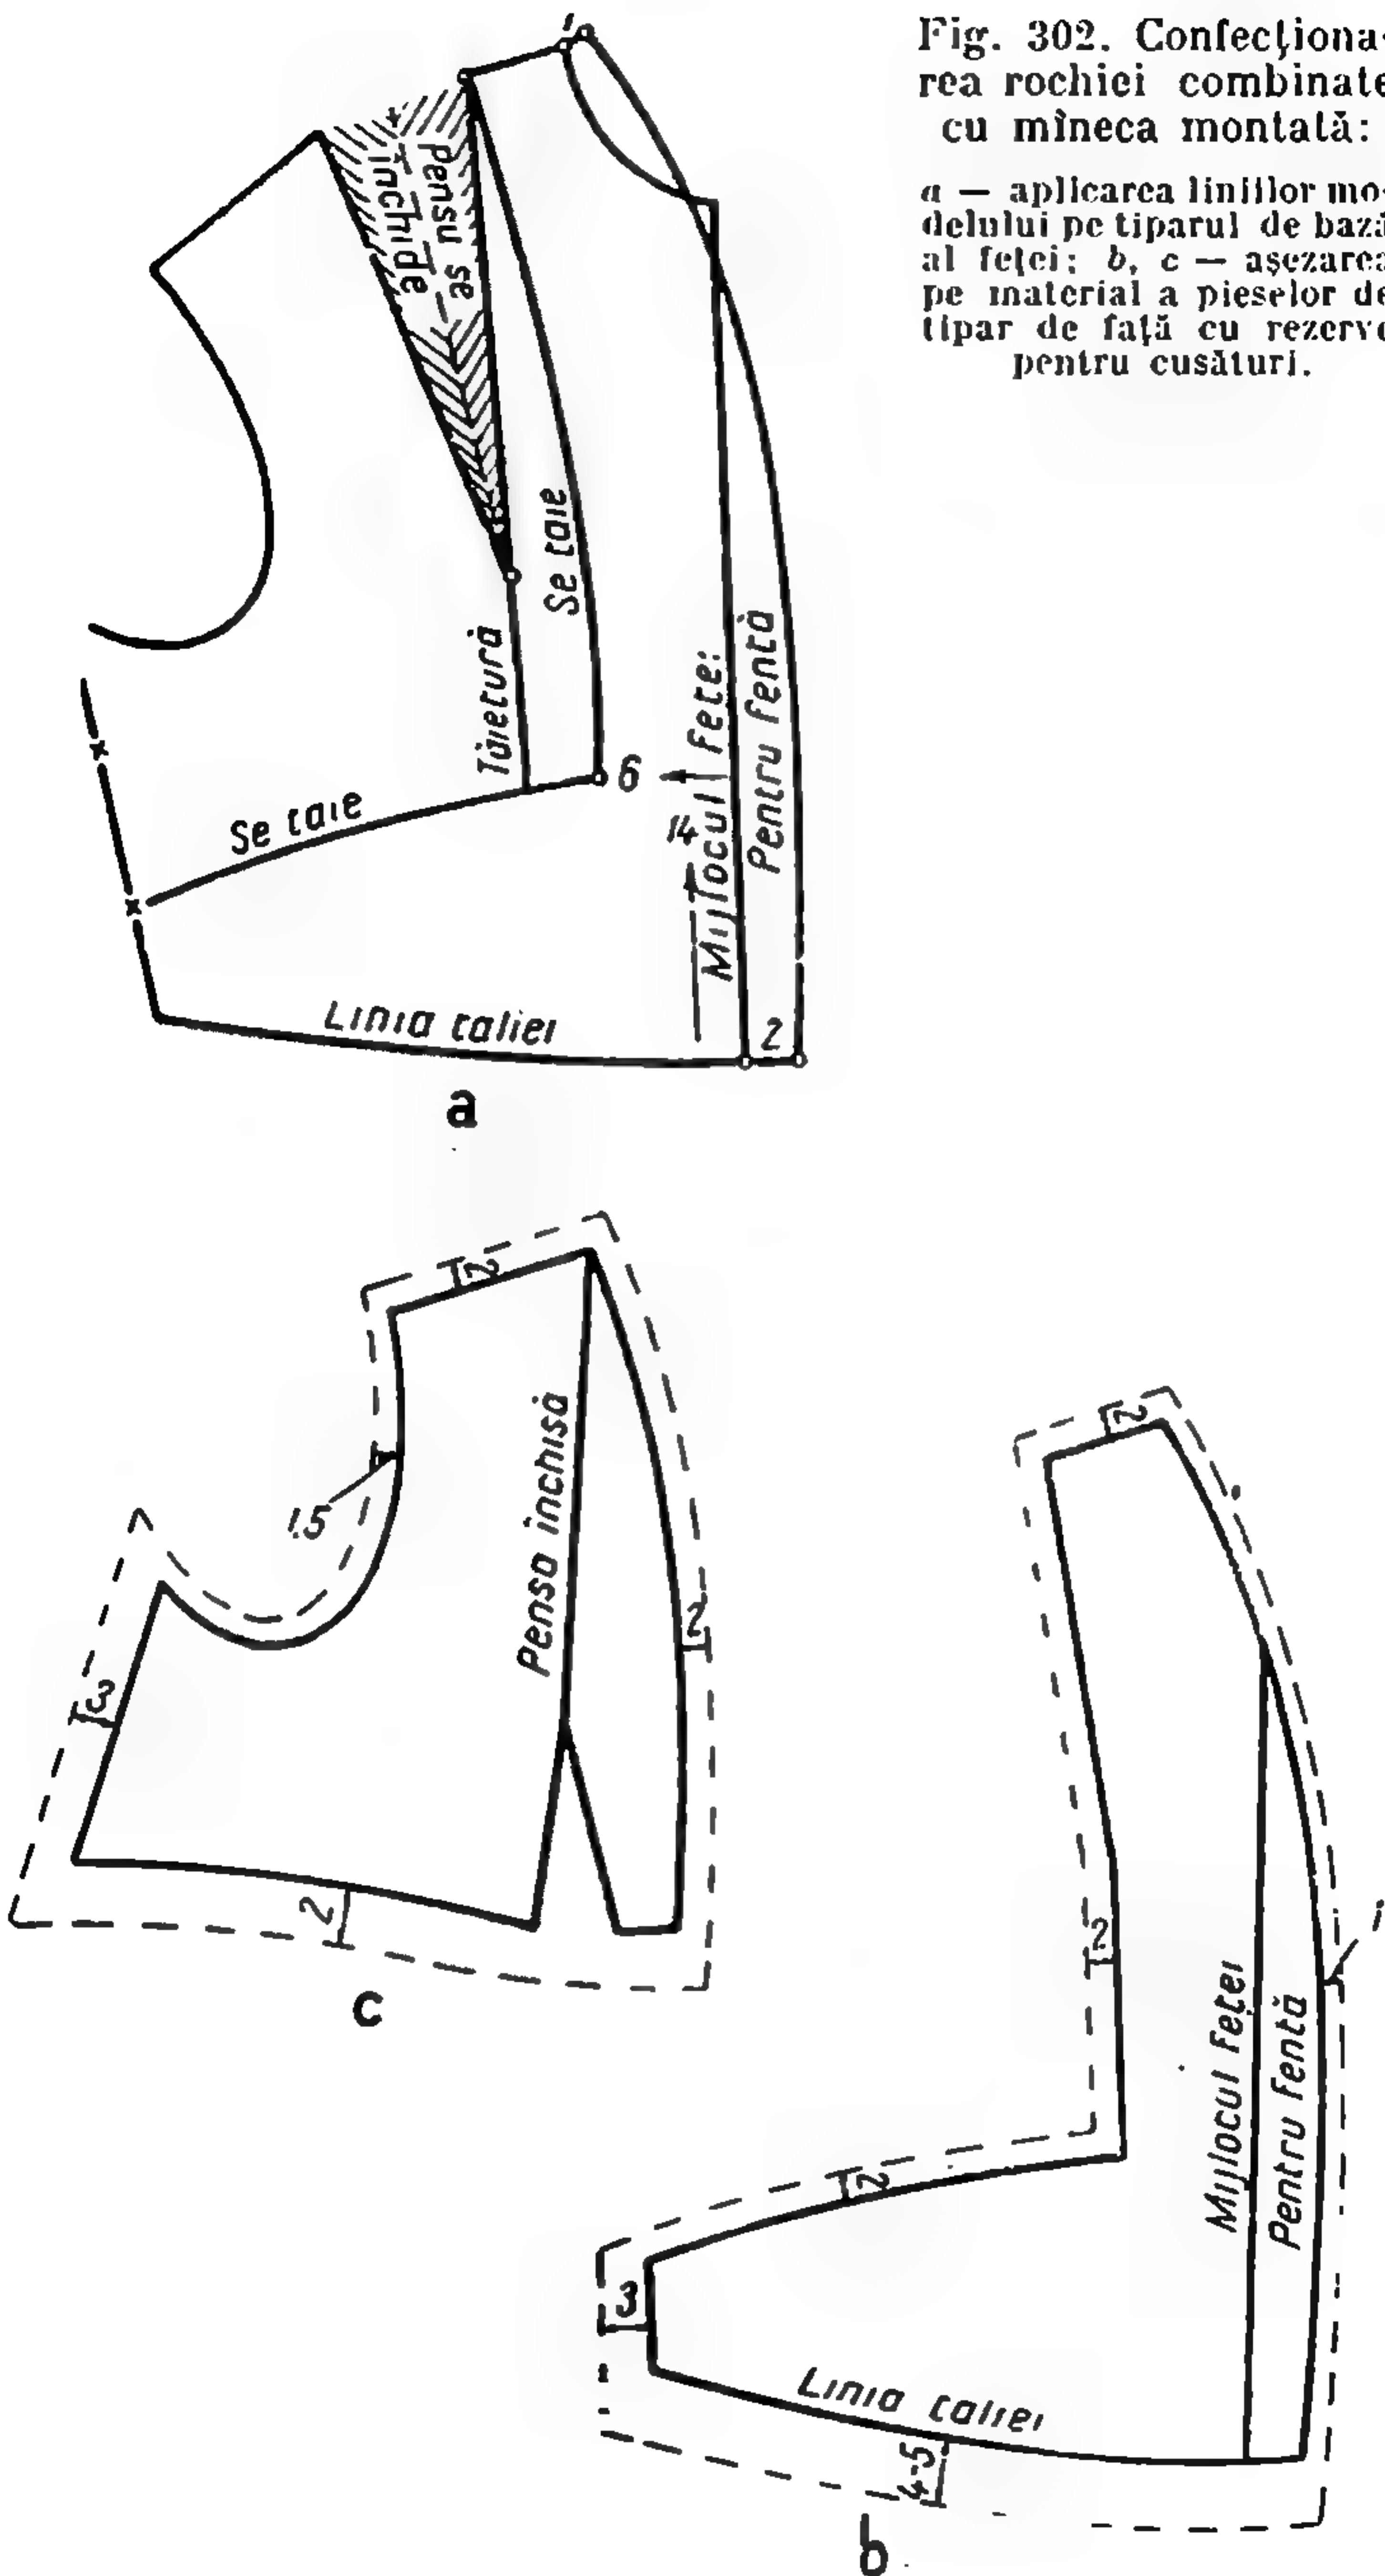 Fig. 302. Confecționa-
rea rochiei combinate
cu mîneca montată:
a — aplicarea liniilor mo-
delului pe tiparul de bază
al feței; b, c — așezarea
pe material a pieselor de
tipar de față cu rezerve
pentru cusături.
1
Pensu se
închide
Se taie
Tăietură
Se taie
6
14
Mijlocul feței
Pentru fentă
Linia taliei
2
a
2
1.5
Pensa închisă
2
3
2
c
2
2
1
2
3
Mijlocul feței
Pentru fentă
Linia taliei
4-5
b